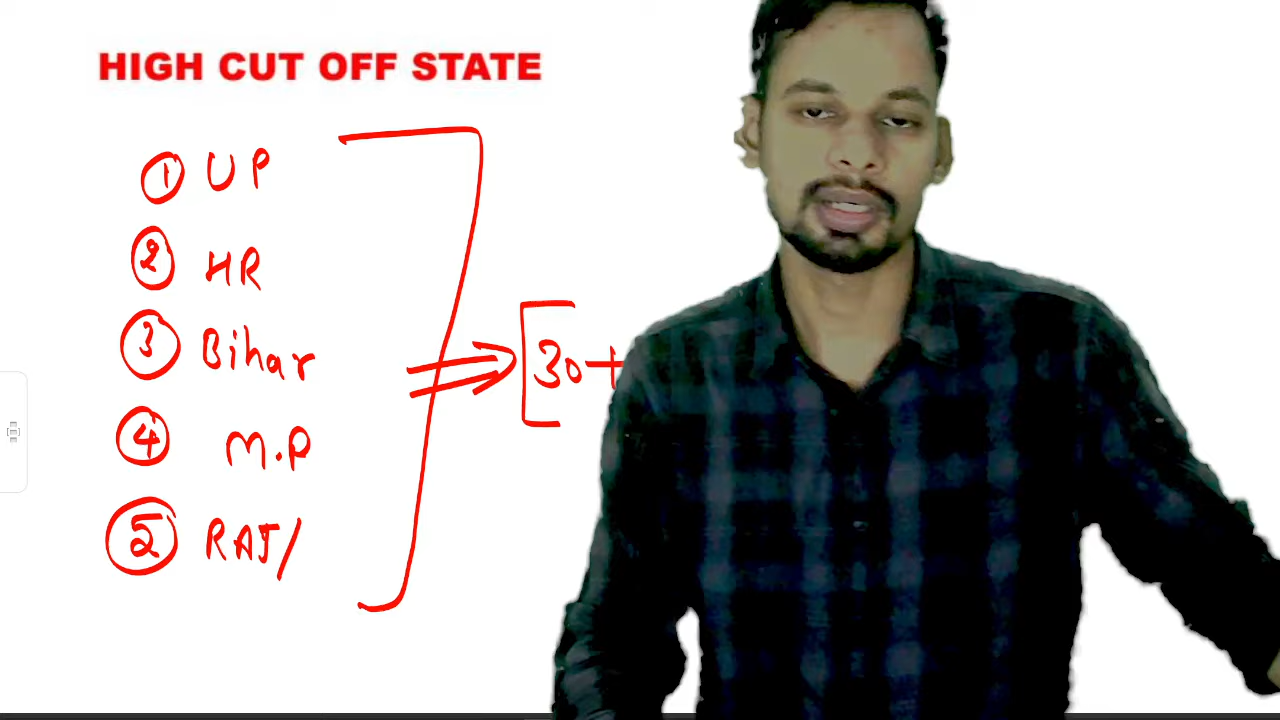 HIGH CUT OFF STATE
① UP
② HR
③ Bihar
④ M.P
⑤ RAJ/
[30+